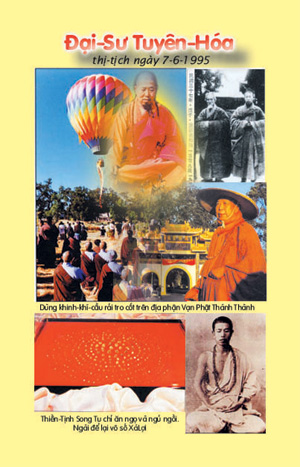 Đại-Sư Tuyên-Hóa
thị-tịch ngày 7-6-1995
Dùng khinh-khí-cầu rải tro cốt trên địa phận Vạn Phật Thánh Thành
Thiền-Tịnh Song Tu chỉ ăn ngọ và ngủ ngồi.
Ngài để lại vô số Xá Lợi